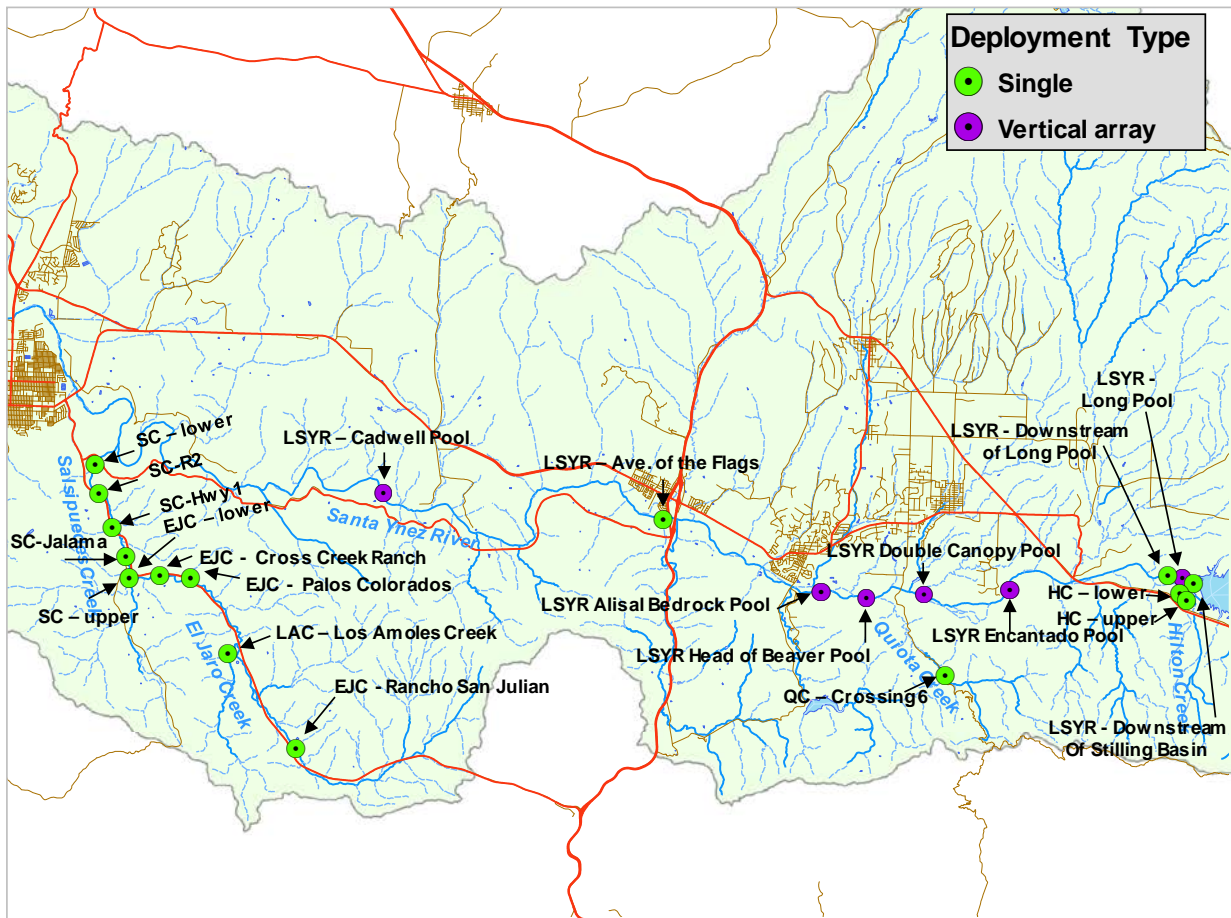 Deployment Type
Single
Vertical array
LSYR -
Long Pool
LSYR - Downstream
of Long Pool
SC – lower
LSYR – Cadwell Pool
LSYR – Ave. of the Flags
SC-R2
SC-Hwy 1
EJC – lower
Salsipuedes Creek
Santa Ynez River
SC-Jalama
EJC - Cross Creek Ranch
EJC - Palos Colorados
LSYR Double Canopy Pool
HC – lower
LSYR Alisal Bedrock Pool
SC – upper
HC – upper
LSYR Encantado Pool
LAC – Los Amoles Creek
El Jaro Creek
LSYR Head of Beaver Pool
Quiota Creek
Hilton Creek
EJC - Rancho San Julian
QC – Crossing 6
LSYR - Downstream
Of Stilling Basin